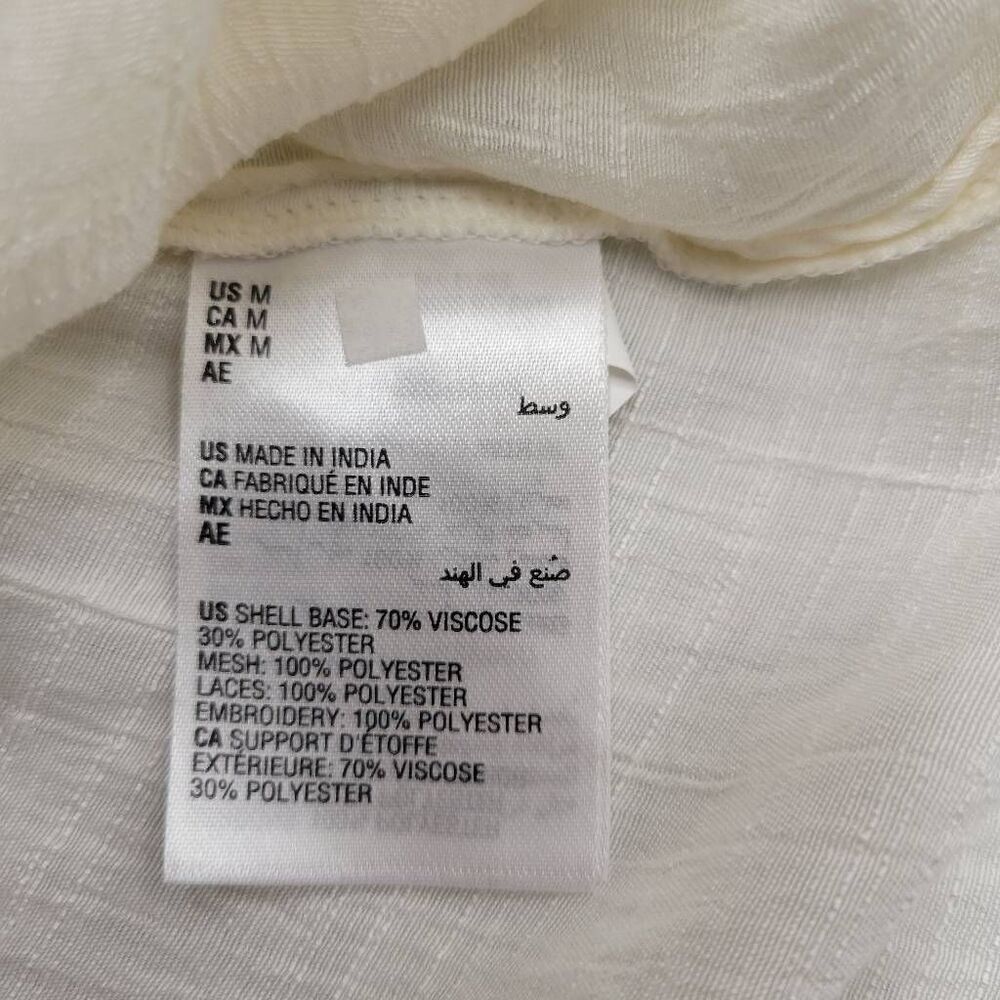 US M
CA M
MX M
AE
وسط
US MADE IN INDIA
CA FABRIQUÉ EN INDE
MX HECHO EN INDIA
AE
صُنع في الهند
US SHELL BASE: 70% VISCOSE
30% POLYESTER
MESH: 100% POLYESTER
LACES: 100% POLYESTER
EMBROIDERY: 100% POLYESTER
CA SUPPORT D'ÉTOFFE
EXTÉRIEURE: 70% VISCOSE
30% POLYESTER